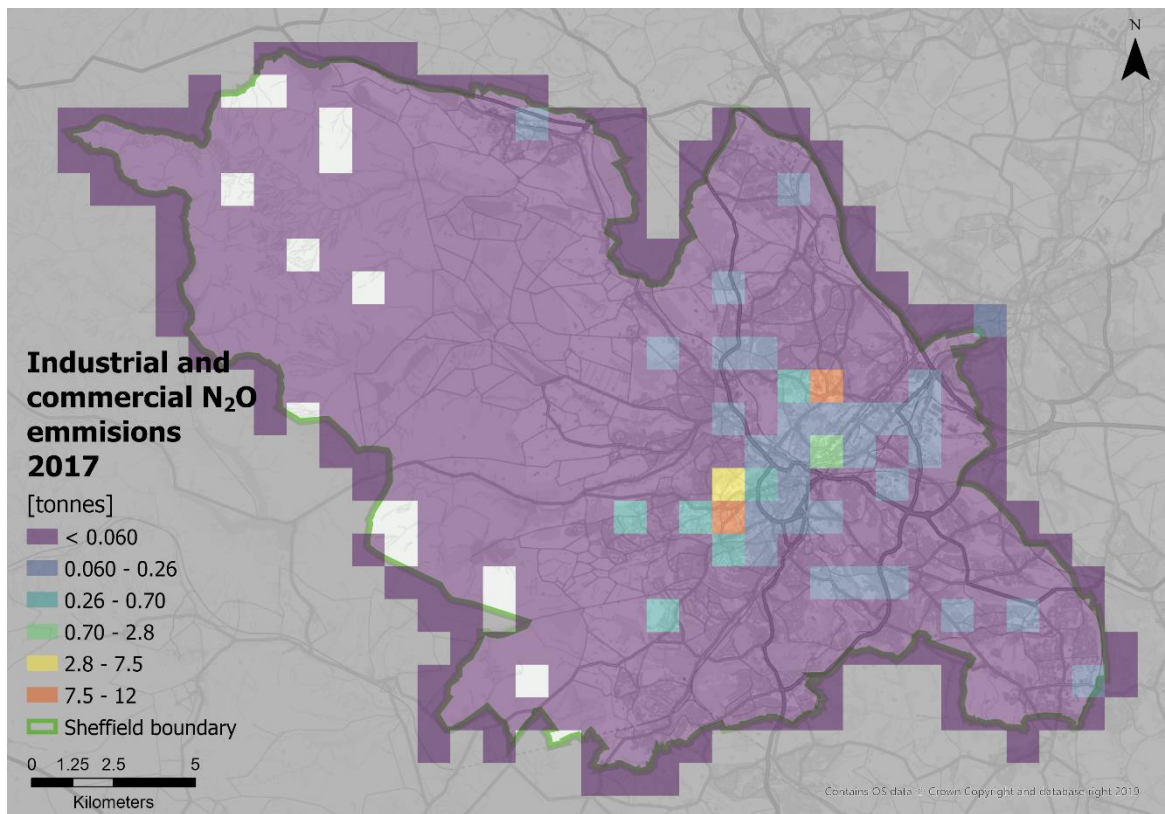 N
Industrial and
commercial N₂O
emmisions
2017
[tonnes]
< 0.060
0.060 - 0.26
0.26 - 0.70
0.70 - 2.8
2.8 - 7.5
7.5 - 12
Sheffield boundary
0 1.25 2.5 5
Kilometers
Contains OS data © Crown Copyright and database right 2019